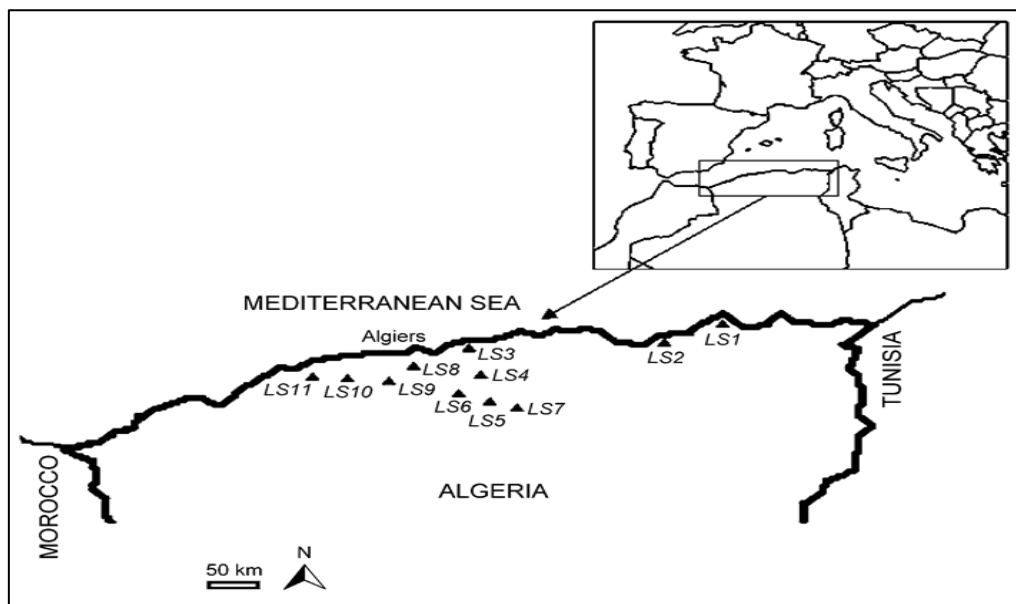 MEDITERRANEAN SEA
Algiers
LS1
LS2
LS3
LS8
LS4
LS11
LS10
LS9
LS6
LS5
LS7
TUNISIA
MOROCCO
ALGERIA
50 km
N